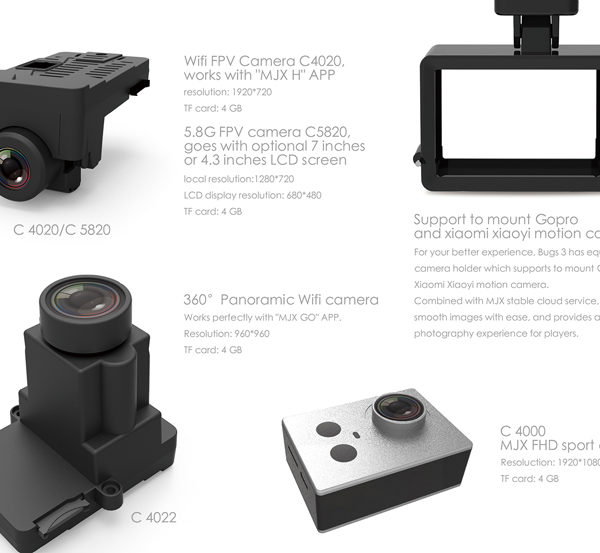 Wifi FPV Camera C4020,
works with "MJX H" APP
resolution: 1920*720
TF card: 4 GB
5.8G FPV camera C5820,
goes with optional 7 inches
or 4.3 inches LCD screen
local resolution:1280*720
LCD display resolution: 680*480
TF card: 4 GB
C 4020/C 5820
Support to mount Gopro
and xiaomi xiaoyi motion
For your better experience, Bugs 3 has
camera holder which supports to mount
Xiaomi Xiaoyi motion camera.
Combined with MJX stable cloud service,
smooth images with ease, and provides a
photography experience for players.
360° Panoramic Wifi camera
Works perfectly with "MJX GO" APP.
Resolution: 960*960
TF card: 4 GB
C 4022
C 4000
MJX FHD sport
Resoluction: 1920*1080
TF card: 4 GB